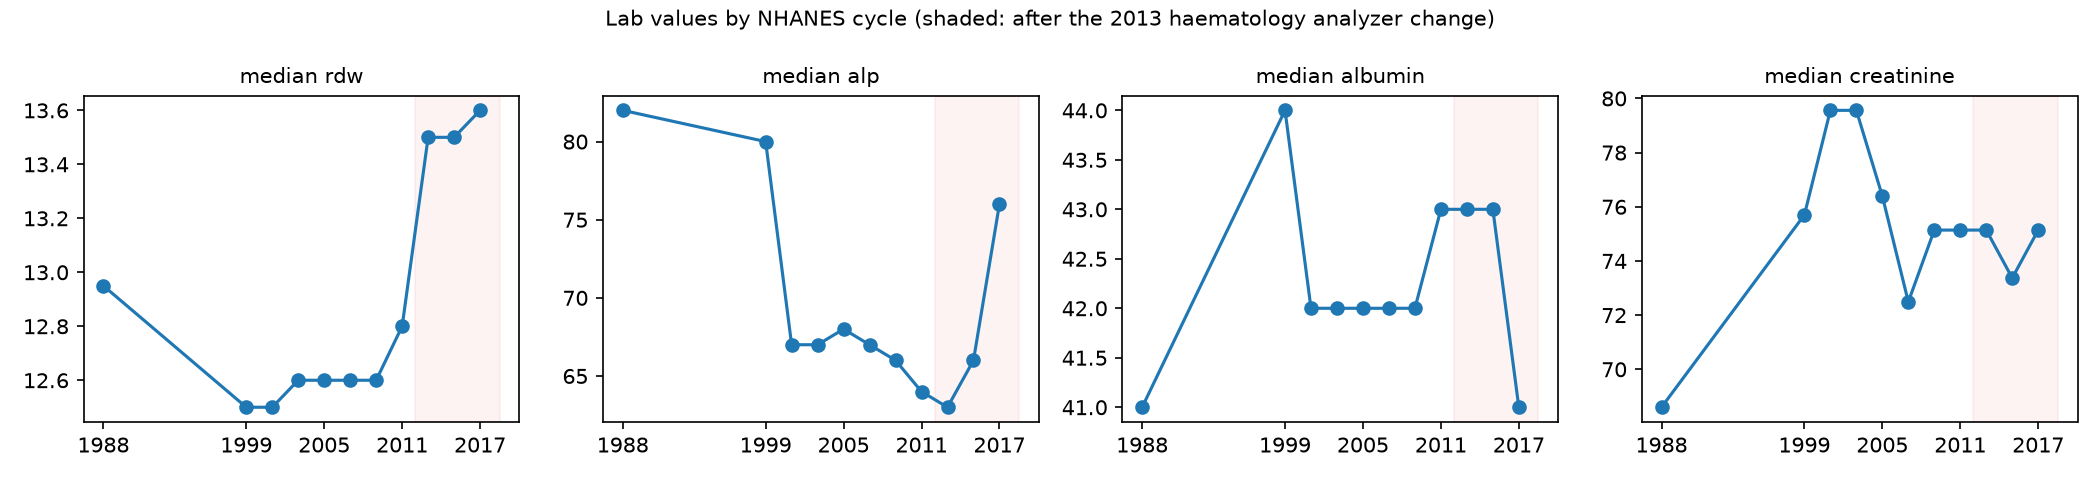 Lab values by NHANES cycle (shaded: after the 2013 haematology analyzer change)
median rdw
13.6
13.4
13.2
13.0
12.8
12.6
1988 1999 2005 2011 2017
median alp
80
75
70
65
1988 1999 2005 2011 2017
median albumin
44.0
43.5
43.0
42.5
42.0
41.5
41.0
1988 1999 2005 2011 2017
median creatinine
80
78
76
74
72
70
1988 1999 2005 2011 2017